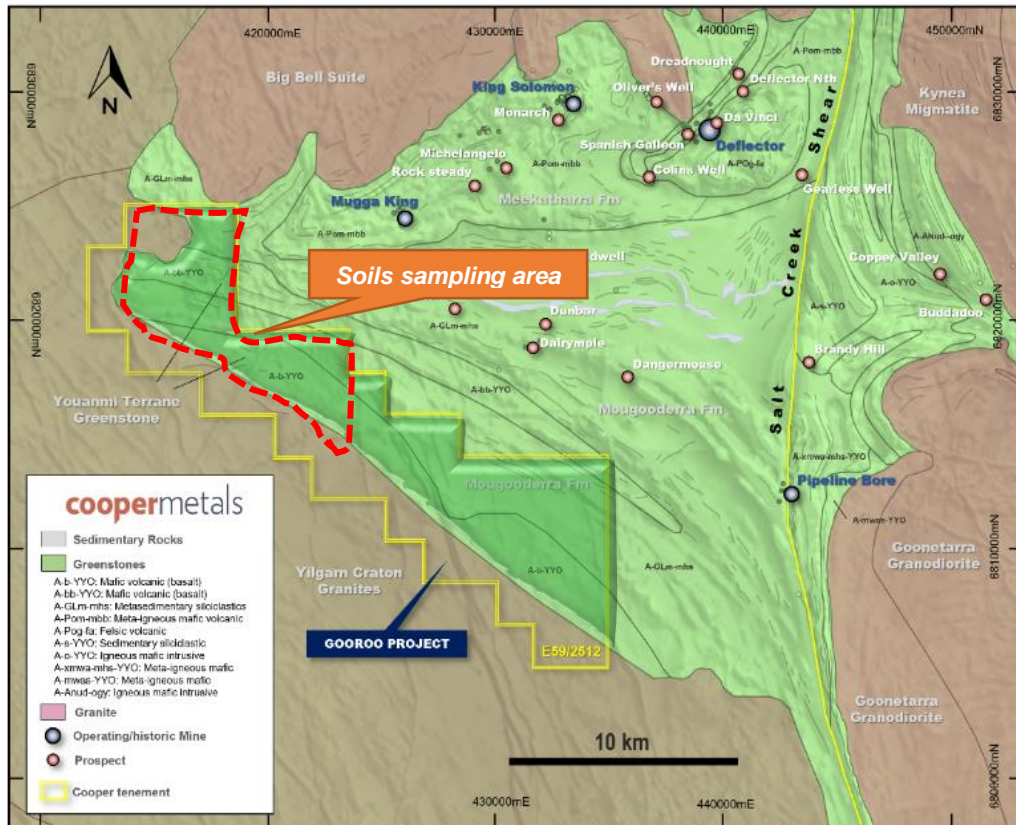 420000mE
430000mE
440000mE
450000mE
6830000mN
6830000mN
N
Big Bell Suite
King Solomon
Monarch
Dreadnought
Oliver's Well
Deflector Nth
Da Vinci
Spanish Galleon
Deflector
Colins Well
A-Pom-mbb
Kynea
Migmatite
Michelangelo
Rock steady
A-Pom-mbb
A-GLm-mhs
Meekatharra Fm
Mugga King
A-Pom-mbb
Gearless Well
Salt Creek Shear
Copper Valley
A-o-YYO
Buddadoo
A-bb-YYO
Soils sampling area
6820000mN
6820000mN
A-GLm-mhs
Dunbar
Dalrymple
Dangermouse
Brandy Hill
A-b-YYO
A-bb-YYO
Youanmi Terrane
Greenstone
Mougooderra Fm
A-xmwa-mhs-YYO
Pipeline Bore
A-mwas-YYO
Mougooderra Fm
Goonetarra
Granodiorite
6810000mN
Yilgarn Craton
Granites
A-b-YYO
A-GLm-mhs
GOOROO PROJECT
E59/2512
Goonetarra
Granodiorite
10 km
6800000mN
430000mE
440000mE
coopermetals
Sedimentary Rocks
Greenstones
A-b-YYO: Mafic volcanic (basalt)
A-bb-YYO: Mafic volcanic (basalt)
A-GLm-mhs: Metasedimentary silciclastics
A-Pom-mbb: Meta-igneous mafic volcanic
A-Pog-fa: Felsic volcanic
A-s-YYO: Sedimentary siliciclastic
A-o-YYO: Igneous mafic intrusive
A-xmwa-mhs-YYO: Meta-igneous mafic
A-mwas-YYO: Meta-igneous mafic
A-Anud-ogy: Igneous mafic intrusive
Granite
Operating/historic Mine
Prospect
Cooper tenement